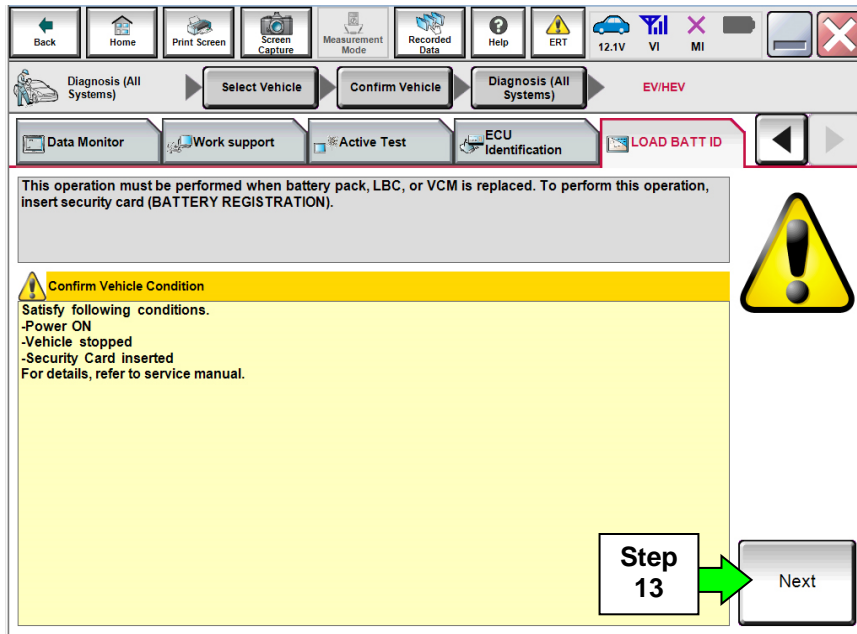 Back
Home
Print Screen
Screen
Capture
Measurement
Mode
Recorded
Data
Help
ERT
12.1V
VI
MI
Diagnosis (All
Systems)
Select Vehicle
Confirm Vehicle
Diagnosis (All
Systems)
EV/HEV
Data Monitor
Work support
Active Test
ECU
Identification
LOAD BATT ID
This operation must be performed when battery pack, LBC, or VCM is replaced. To perform this operation,
insert security card (BATTERY REGISTRATION).
Confirm Vehicle Condition
Satisfy following conditions.
-Power ON
-Vehicle stopped
-Security Card inserted
For details, refer to service manual.
Step
13
Next